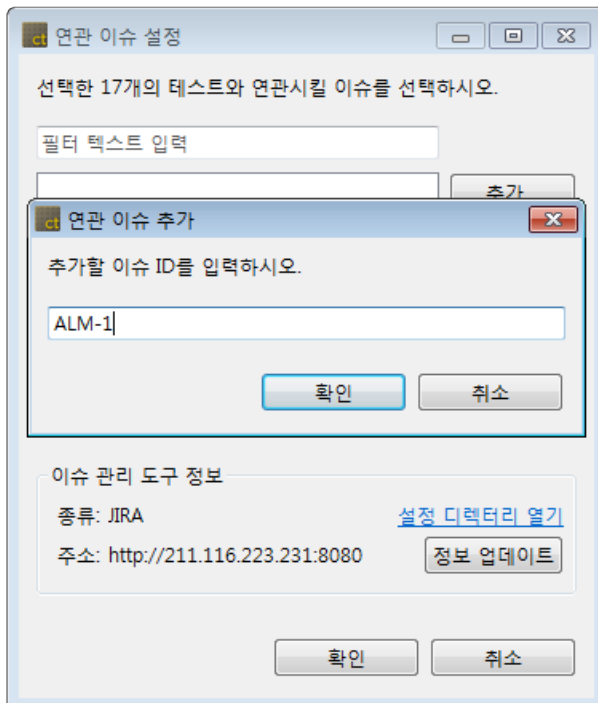 ct 연관 이슈 설정
선택한 17개의 테스트와 연관시킬 이슈를 선택하시오.
필터 텍스트 입력
추가
ct 연관 이슈 추가
추가할 이슈 ID를 입력하시오.
ALM-1
확인 취소
이슈 관리 도구 정보
종류: JIRA 설정 디렉터리 열기
주소: http://211.116.223.231:8080 정보 업데이트
확인 취소